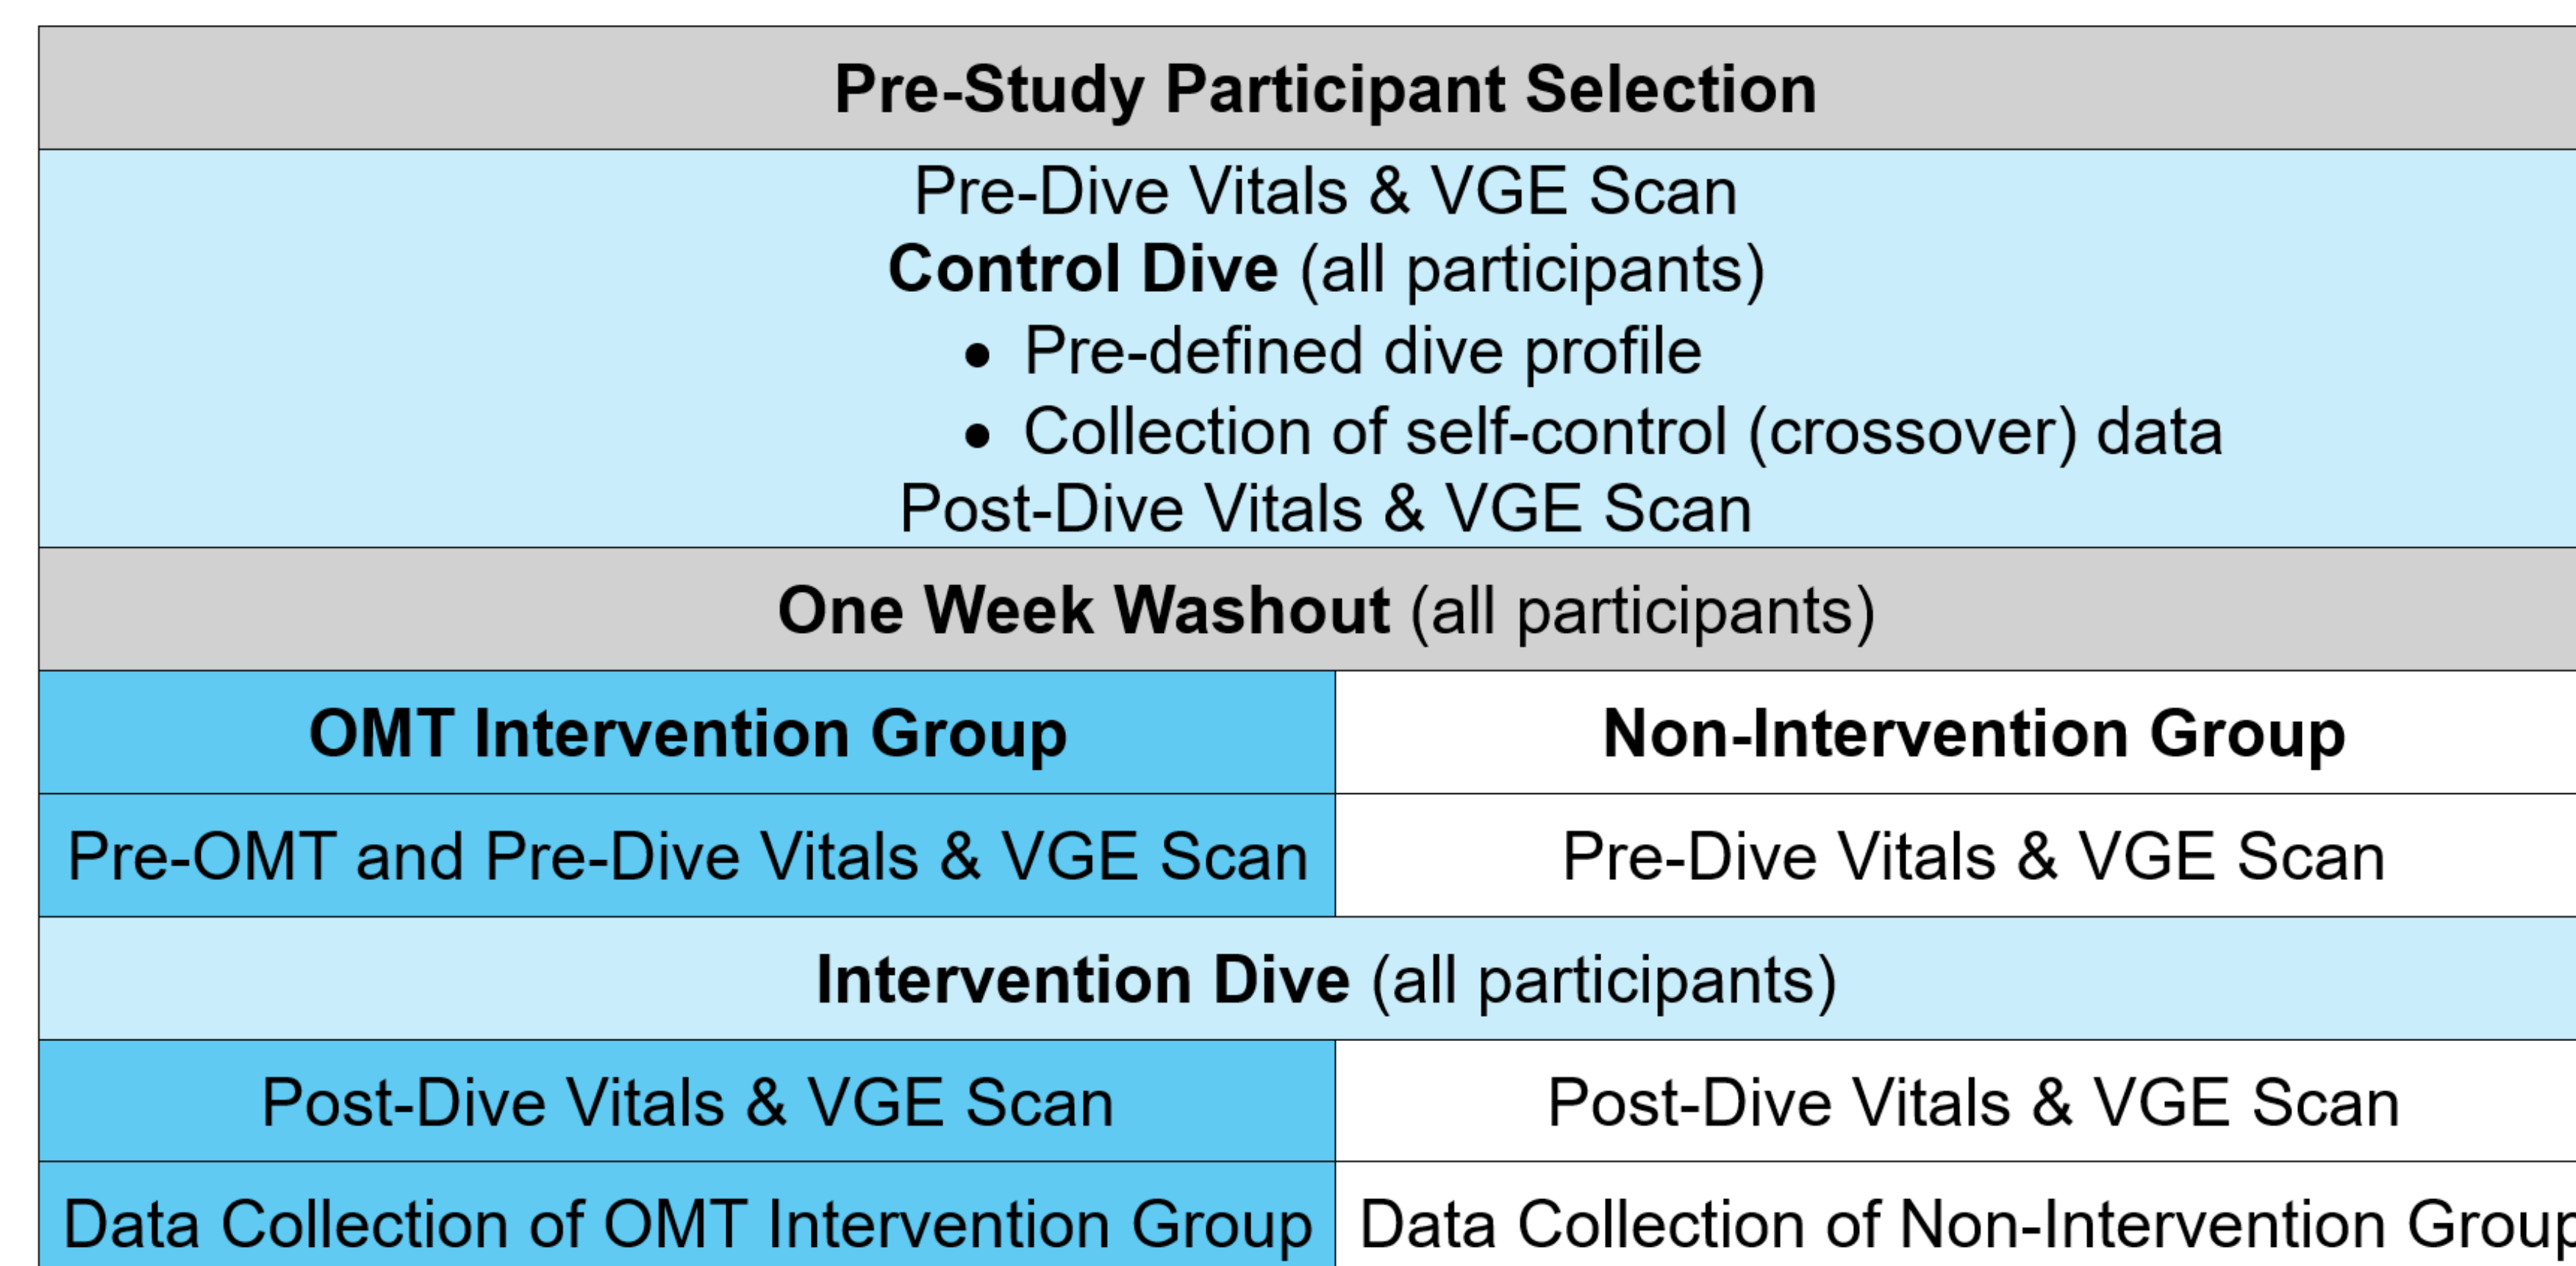 Pre-Study Participant Selection
Pre-Dive Vitals & VGE Scan
Control Dive (all participants)
• Pre-defined dive profile
• Collection of self-control (crossover) data
Post-Dive Vitals & VGE Scan
One Week Washout (all participants)
OMT Intervention Group
Non-Intervention Group
Pre-OMT and Pre-Dive Vitals & VGE Scan
Pre-Dive Vitals & VGE Scan
Intervention Dive (all participants)
Post-Dive Vitals & VGE Scan
Post-Dive Vitals & VGE Scan
Data Collection of OMT Intervention Group
Data Collection of Non-Intervention Group